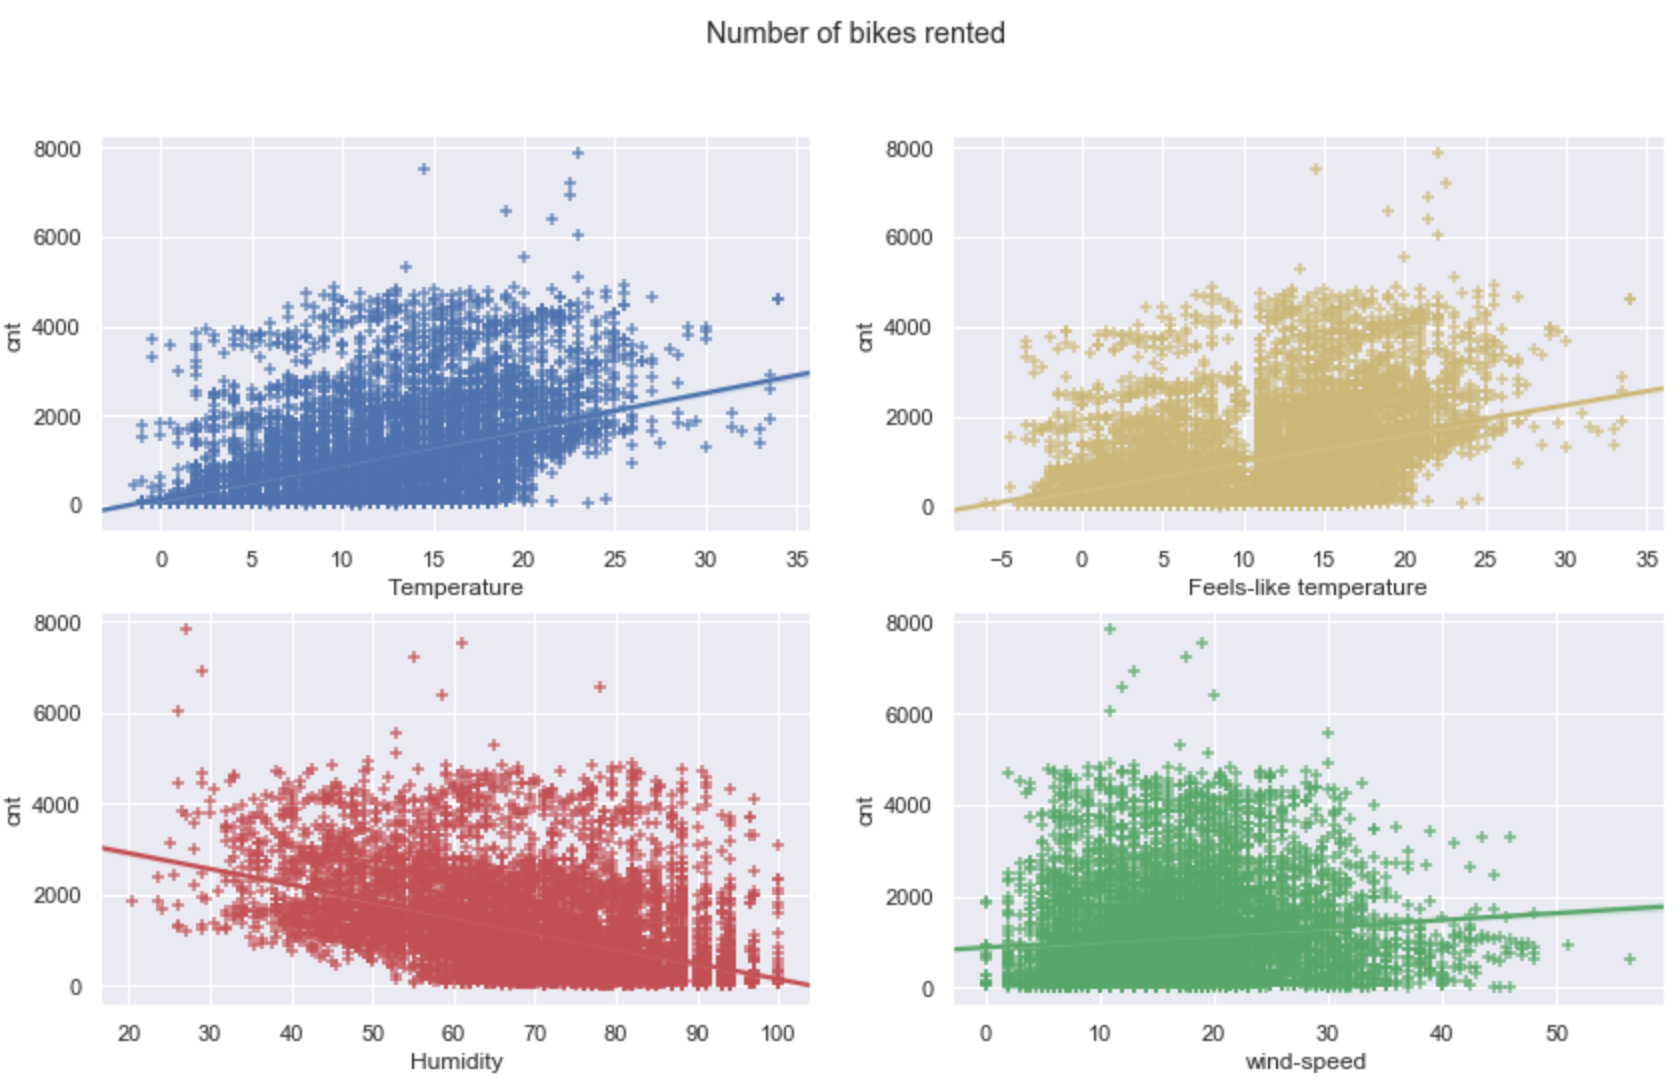 Number of bikes rented
8000
6000
4000
2000
0
cnt
0 5 10 15 20 25 30 35
Temperature
8000
6000
4000
2000
0
cnt
−5 0 5 10 15 20 25 30 35
Feels-like temperature
8000
6000
4000
2000
0
cnt
20 30 40 50 60 70 80 90 100
Humidity
8000
6000
4000
2000
0
cnt
0 10 20 30 40 50
wind-speed